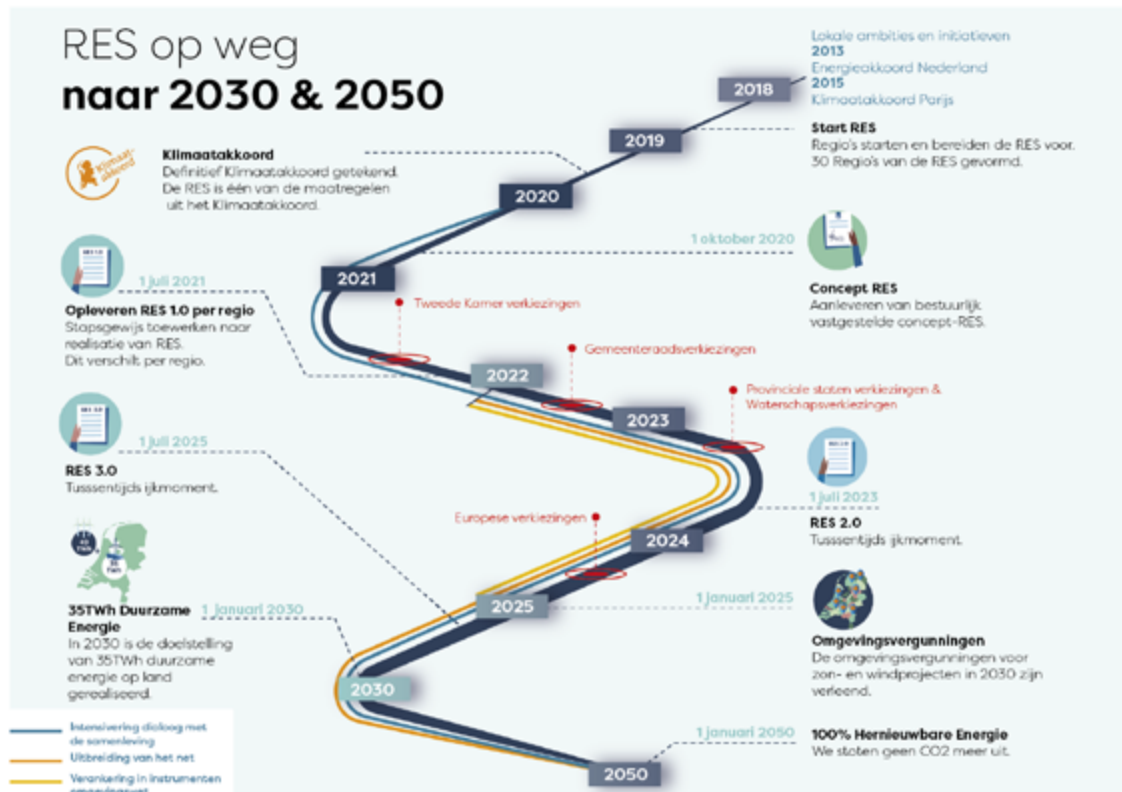 RES op weg
naar 2030 & 2050
Lokale ambities en initiatieven
2013
Energieakkoord Nederland
2015
Klimaatakkoord Parijs
2018
2019
Start RES
Regio's starten en bereiden de RES voor.
30 Regio's van de RES gevormd.
Klimaat-
akkoord
Klimaatakkoord
Definitief Klimaatakkoord getekend.
De RES is één van de maatregelen
uit het Klimaatakkoord.
2020
1 oktober 2020
Concept RES
Aanleveren van bestuurlijk
vastgestelde concept-RES.
2021
1 juli 2021
Opleveren RES 1.0 per regio
Stapsgewijs toewerken naar
realisatie van RES.
Dit verschilt per regio.
Tweede Kamer verkiezingen
Gemeenteraadsverkiezingen
2022
Provinciale staten verkiezingen &
Waterschapsverkiezingen
2023
1 juli 2025
RES 3.0
Tusssentijds ijkmoment.
1 juli 2023
RES 2.0
Tusssentijds ijkmoment.
Europese verkiezingen
2024
2025
1 januari 2025
Omgevingsvergunningen
De omgevingsvergunningen voor
zon- en windprojecten in 2030 zijn
verleend.
35TWh Duurzame
Energie
1 januari 2030
In 2030 is de doelstelling
van 35TWh duurzame
energie op land
gerealiseerd.
2030
1 januari 2050
100% Hernieuwbare Energie
We stoten geen CO2 meer uit.
2050
Intensivering dialoog met
de samenleving
Uitbreiding van het net
Verankering in instrumenten
omgevingswet